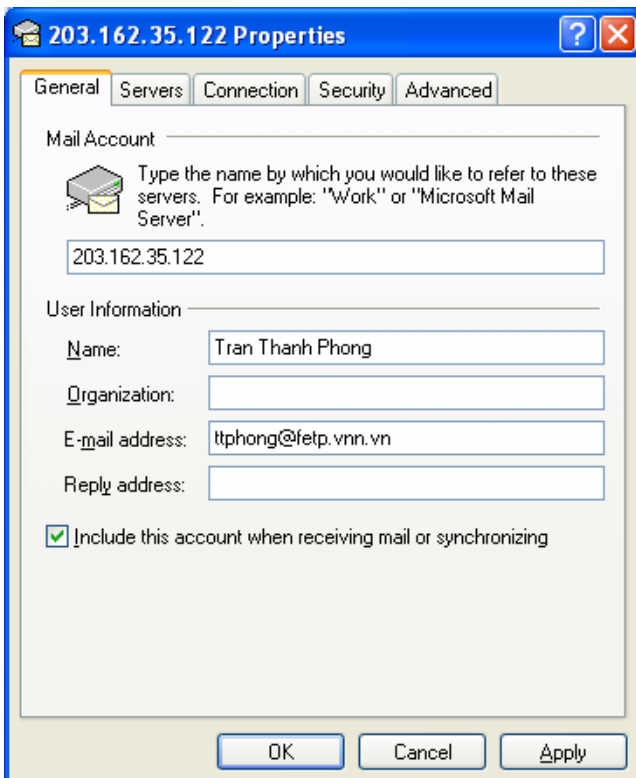 203.162.35.122 Properties
General Servers Connection Security Advanced
Mail Account
Type the name by which you would like to refer to these
servers. For example: "Work" or "Microsoft Mail
Server".
203.162.35.122
User Information
Name: Tran Thanh Phong
Organization:
E-mail address: ttphong@fetp.vnn.vn
Reply address:
Include this account when receiving mail or synchronizing
OK Cancel Apply